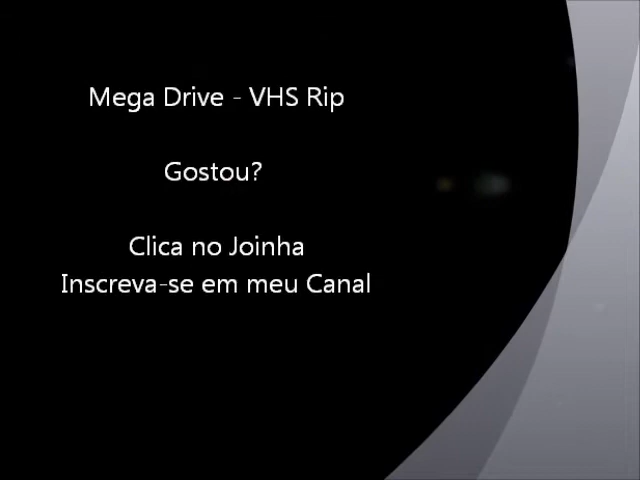 Mega Drive - VHS Rip
Gostou?
Clica no Joinha
Inscreva-se em meu Canal